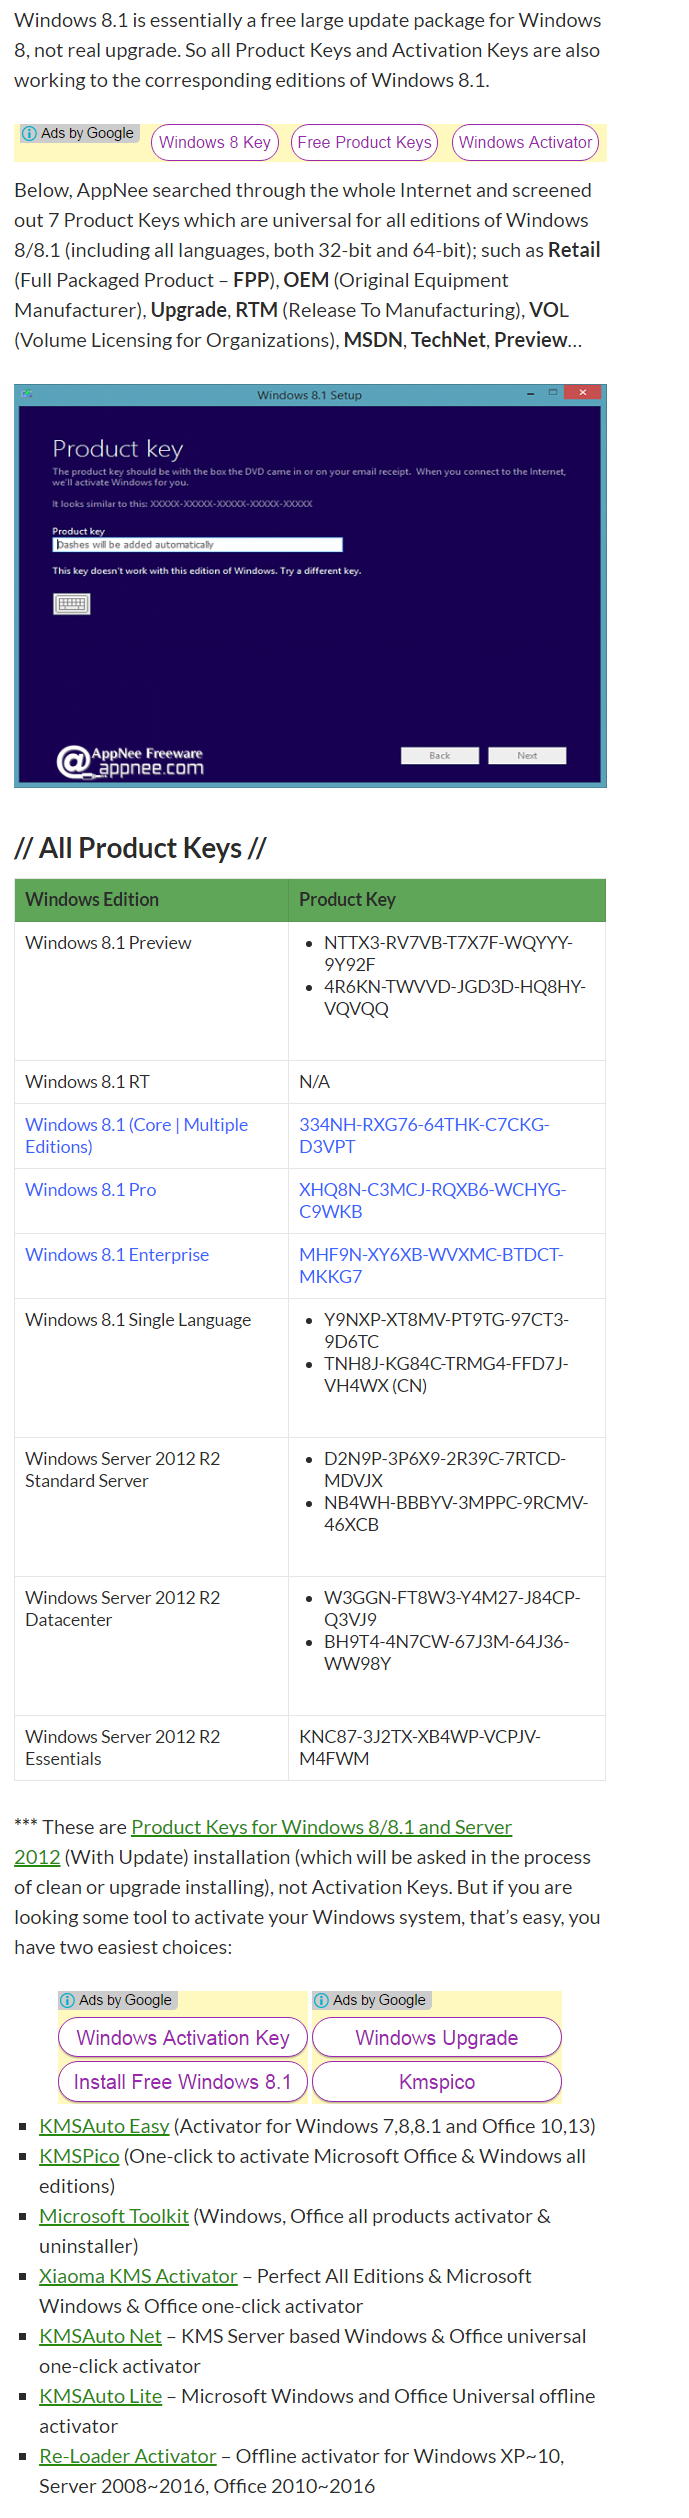 Windows 8.1 is essentially a free large update package for Windows
8, not real upgrade. So all Product Keys and Activation Keys are also
working to the corresponding editions of Windows 8.1.
Ads by Google
Windows 8 Key
Free Product Keys
Windows Activator
Below, AppNee searched through the whole Internet and screened
out 7 Product Keys which are universal for all editions of Windows
8/8.1 (including all languages, both 32-bit and 64-bit); such as Retail
(Full Packaged Product – FPP), OEM (Original Equipment
Manufacturer), Upgrade, RTM (Release To Manufacturing), VOL
(Volume Licensing for Organizations), MSDN, TechNet, Preview…
Windows 8.1 Setup
Product key
The product key should be with the box the DVD came in or on your email receipt. When you connect to the Internet,
we'll activate Windows for you.
It looks similar to this: XXXXX-XXXXX-XXXXX-XXXXX-XXXXX
Product key
Dashes will be added automatically
This key doesn't work with this edition of Windows. Try a different key.
@ AppNee Freeware
appnee.com
Back
Next
// All Product Keys //
Windows Edition
Product Key
Windows 8.1 Preview
• NTTX3-RV7VB-T7X7F-WQYYY-
9Y92F
• 4R6KN-TWVVD-JGD3D-HQ8HY-
VQVQQ
Windows 8.1 RT
N/A
Windows 8.1 (Core | Multiple
Editions)
334NH-RXG76-64THK-C7CKG-
D3VPT
Windows 8.1 Pro
XHQ8N-C3MCJ-RQXB6-WCHYG-
C9WKB
Windows 8.1 Enterprise
MHF9N-XY6XB-WVXMC-BTDCT-
MKKG7
Windows 8.1 Single Language
• Y9NXP-XT8MV-PT9TG-97CT3-
9D6TC
• TNH8J-KG84C-TRMG4-FFD7J-
VH4WX (CN)
Windows Server 2012 R2
Standard Server
• D2N9P-3P6X9-2R39C-7RTCD-
MDVJX
• NB4WH-BBBYV-3MPPC-9RCMV-
46XCB
Windows Server 2012 R2
Datacenter
• W3GGN-FT8W3-Y4M27-J84CP-
Q3VJ9
• BH9T4-4N7CW-67J3M-64J36-
WW98Y
Windows Server 2012 R2
Essentials
KNC87-3J2TX-XB4WP-VCPJV-
M4FWM
*** These are Product Keys for Windows 8/8.1 and Server
2012 (With Update) installation (which will be asked in the process
of clean or upgrade installing), not Activation Keys. But if you are
looking some tool to activate your Windows system, that's easy, you
have two easiest choices:
Ads by Google
Windows Activation Key
Install Free Windows 8.1
Ads by Google
Windows Upgrade
Kmspico
▪ KMSAuto Easy (Activator for Windows 7,8,8.1 and Office 10,13)
▪ KMSPico (One-click to activate Microsoft Office & Windows all
editions)
▪ Microsoft Toolkit (Windows, Office all products activator &
uninstaller)
▪ Xiaoma KMS Activator – Perfect All Editions & Microsoft
Windows & Office one-click activator
▪ KMSAuto Net – KMS Server based Windows & Office universal
one-click activator
▪ KMSAuto Lite – Microsoft Windows and Office Universal offline
activator
▪ Re-Loader Activator – Offline activator for Windows XP~10,
Server 2008~2016, Office 2010~2016